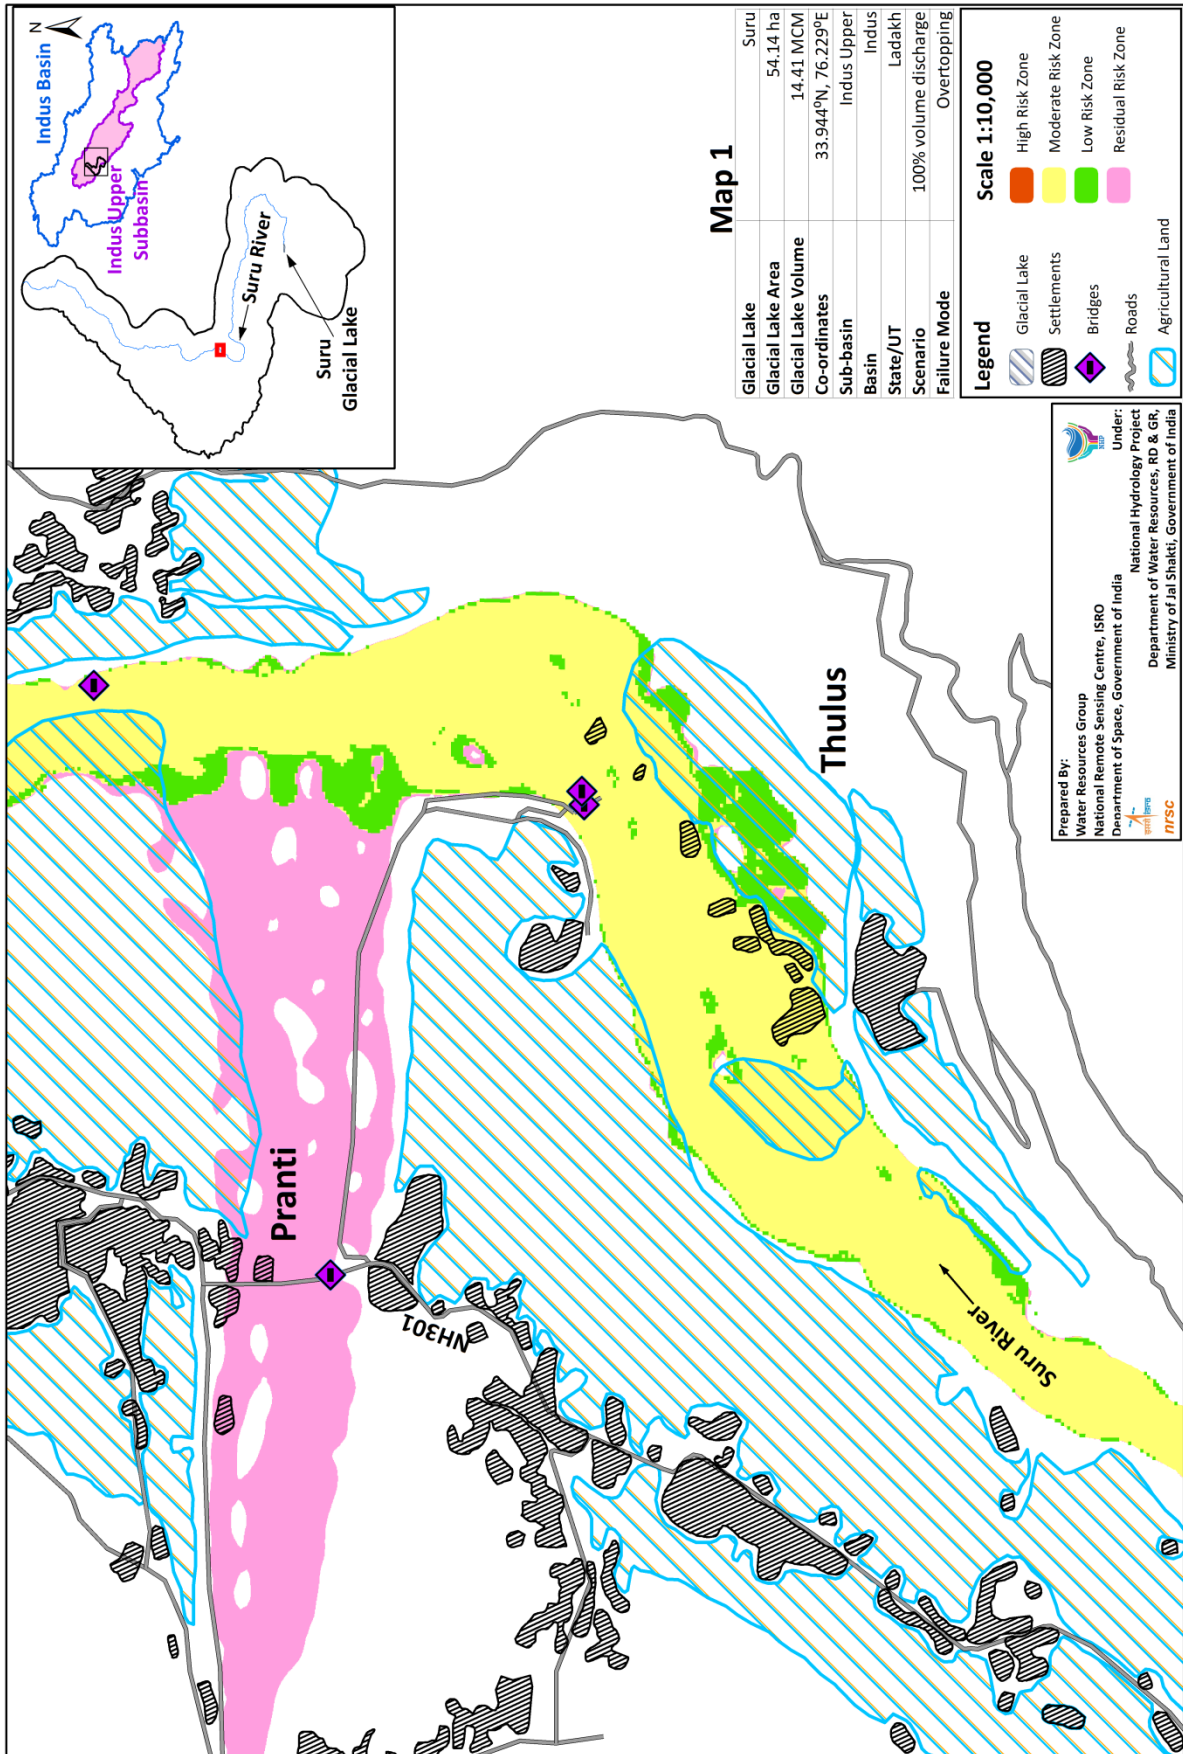 Indus Basin
Indus Upper
Subbasin
N
Suru River
Suru
Glacial Lake
Map 1
Glacial Lake Suru
Glacial Lake Area 54.14 ha
Glacial Lake Volume 14.41 MCM
Co-ordinates 33.944⁰N, 76.229⁰E
Sub-basin Indus Upper
Basin Indus
State/UT Ladakh
Scenario 100% volume discharge
Failure Mode Overtopping
Legend
Glacial Lake
Settlements
Bridges
Roads
Agricultural Land
Scale 1:10,000
High Risk Zone
Moderate Risk Zone
Low Risk Zone
Residual Risk Zone
Prepared By:
Water Resources Group
National Remote Sensing Centre, ISRO
Department of Space, Government of India
इसरो isro
nrsc
NHP
Under:
National Hydrology Project
Department of Water Resources, RD & GR,
Ministry of Jal Shakti, Government of India
Pranti
Thulus
NH301
Suru River